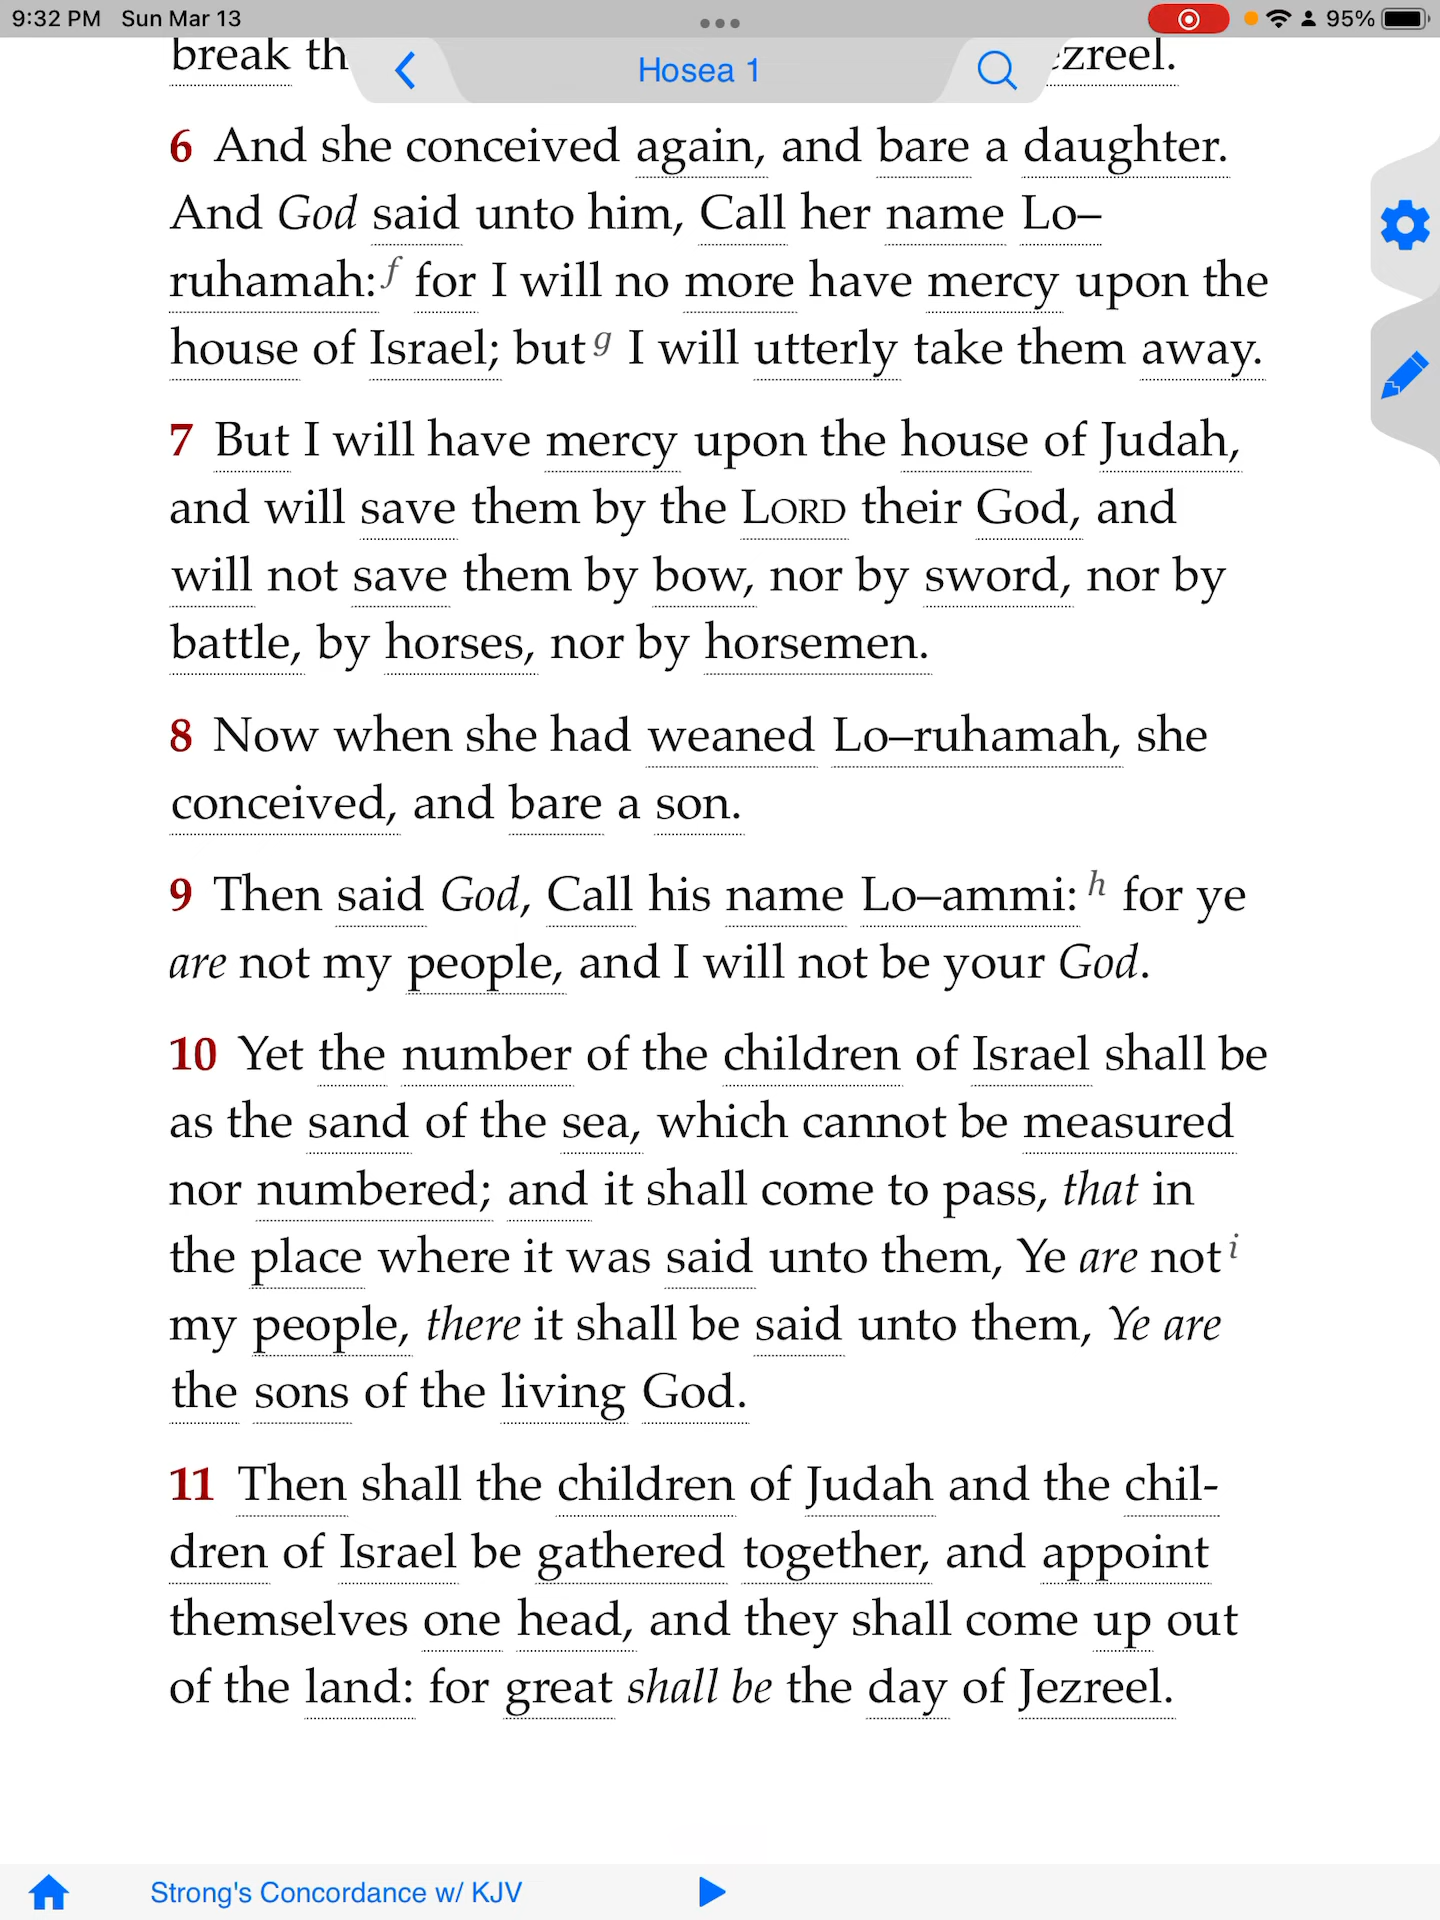 9:32 PM Sun Mar 13 95%
break th ezreel.
Hosea 1
6 And she conceived again, and bare a daughter.
And God said unto him, Call her name Lo–
ruhamah:f for I will no more have mercy upon the
house of Israel; but g I will utterly take them away.
7 But I will have mercy upon the house of Judah,
and will save them by the LORD their God, and
will not save them by bow, nor by sword, nor by
battle, by horses, nor by horsemen.
8 Now when she had weaned Lo–ruhamah, she
conceived, and bare a son.
9 Then said God, Call his name Lo–ammi: h for ye
are not my people, and I will not be your God.
10 Yet the number of the children of Israel shall be
as the sand of the sea, which cannot be measured
nor numbered; and it shall come to pass, that in
the place where it was said unto them, Ye are not i
my people, there it shall be said unto them, Ye are
the sons of the living God.
11 Then shall the children of Judah and the chil-
dren of Israel be gathered together, and appoint
themselves one head, and they shall come up out
of the land: for great shall be the day of Jezreel.
Strong's Concordance w/ KJV